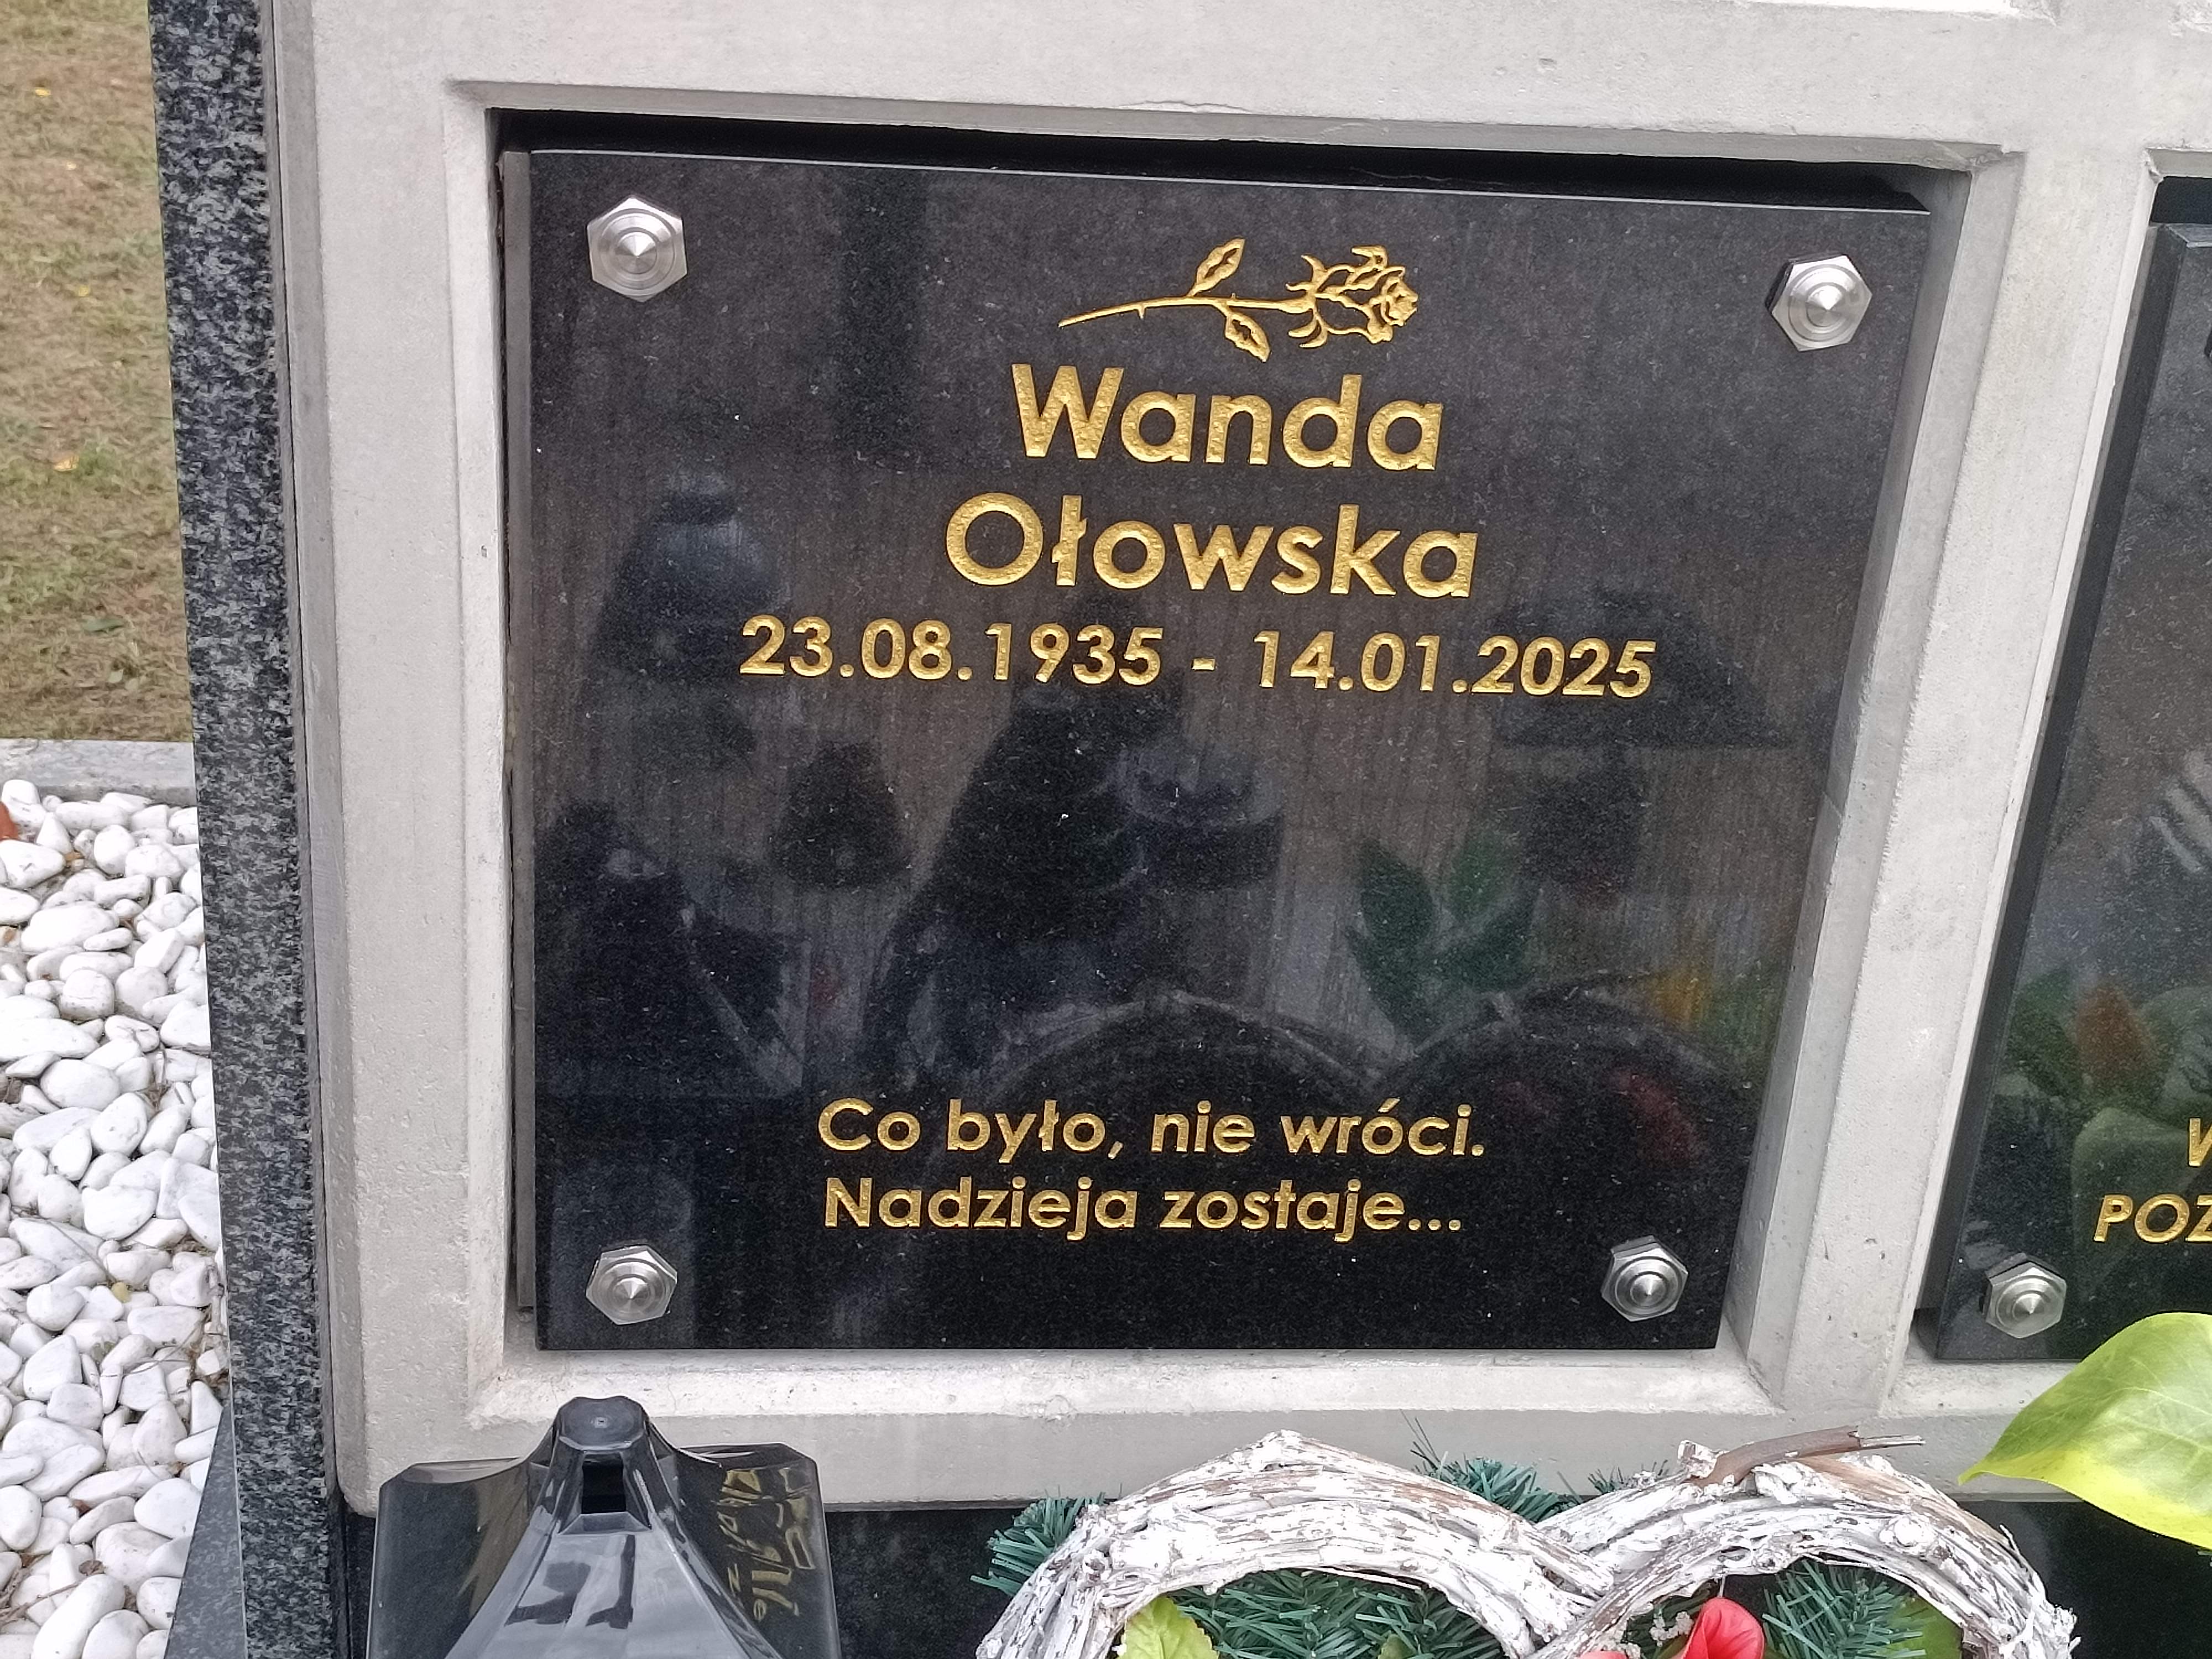 Wanda
Ołowska
23.08.1935 - 14.01.2025
Co było, nie wróci.
Nadzieja zostaje...